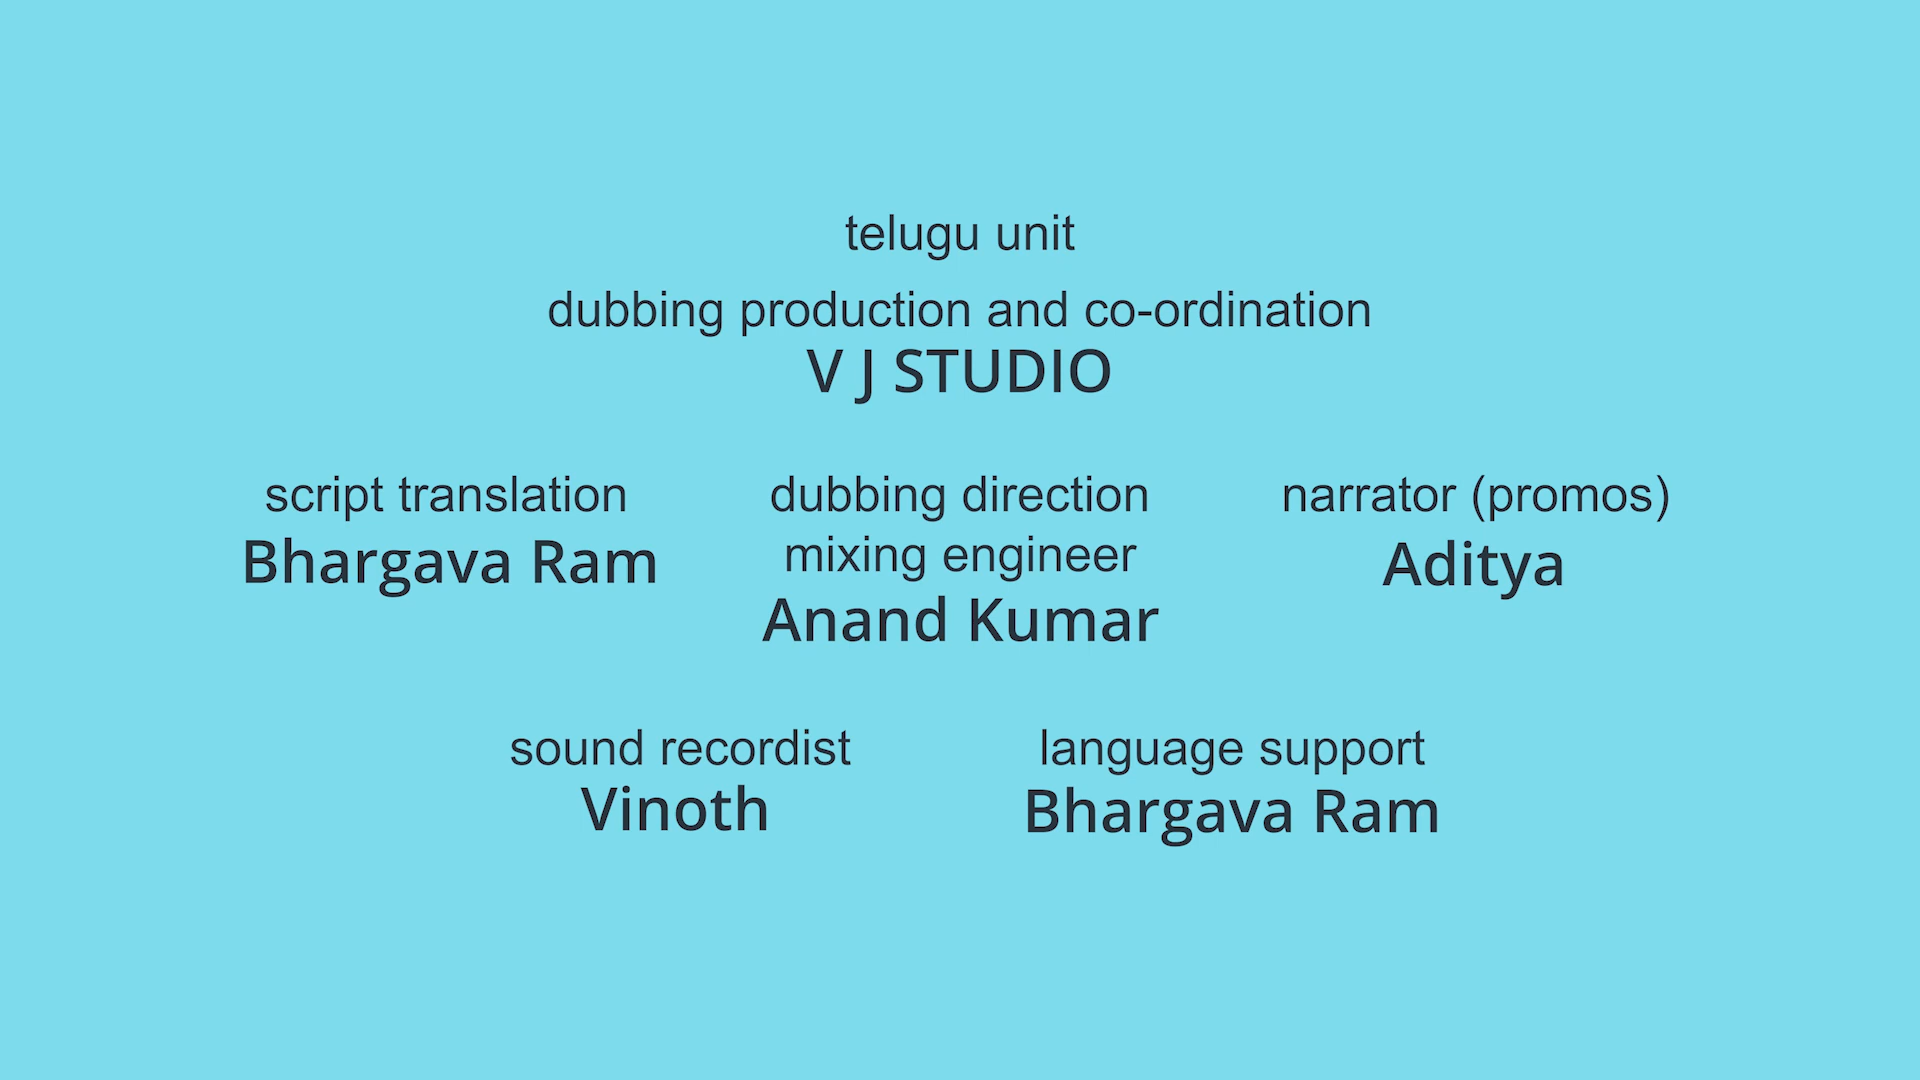 telugu unit
dubbing production and co-ordination
V J STUDIO
script translation
Bhargava Ram
dubbing direction
mixing engineer
Anand Kumar
narrator (promos)
Aditya
sound recordist
Vinoth
language support
Bhargava Ram